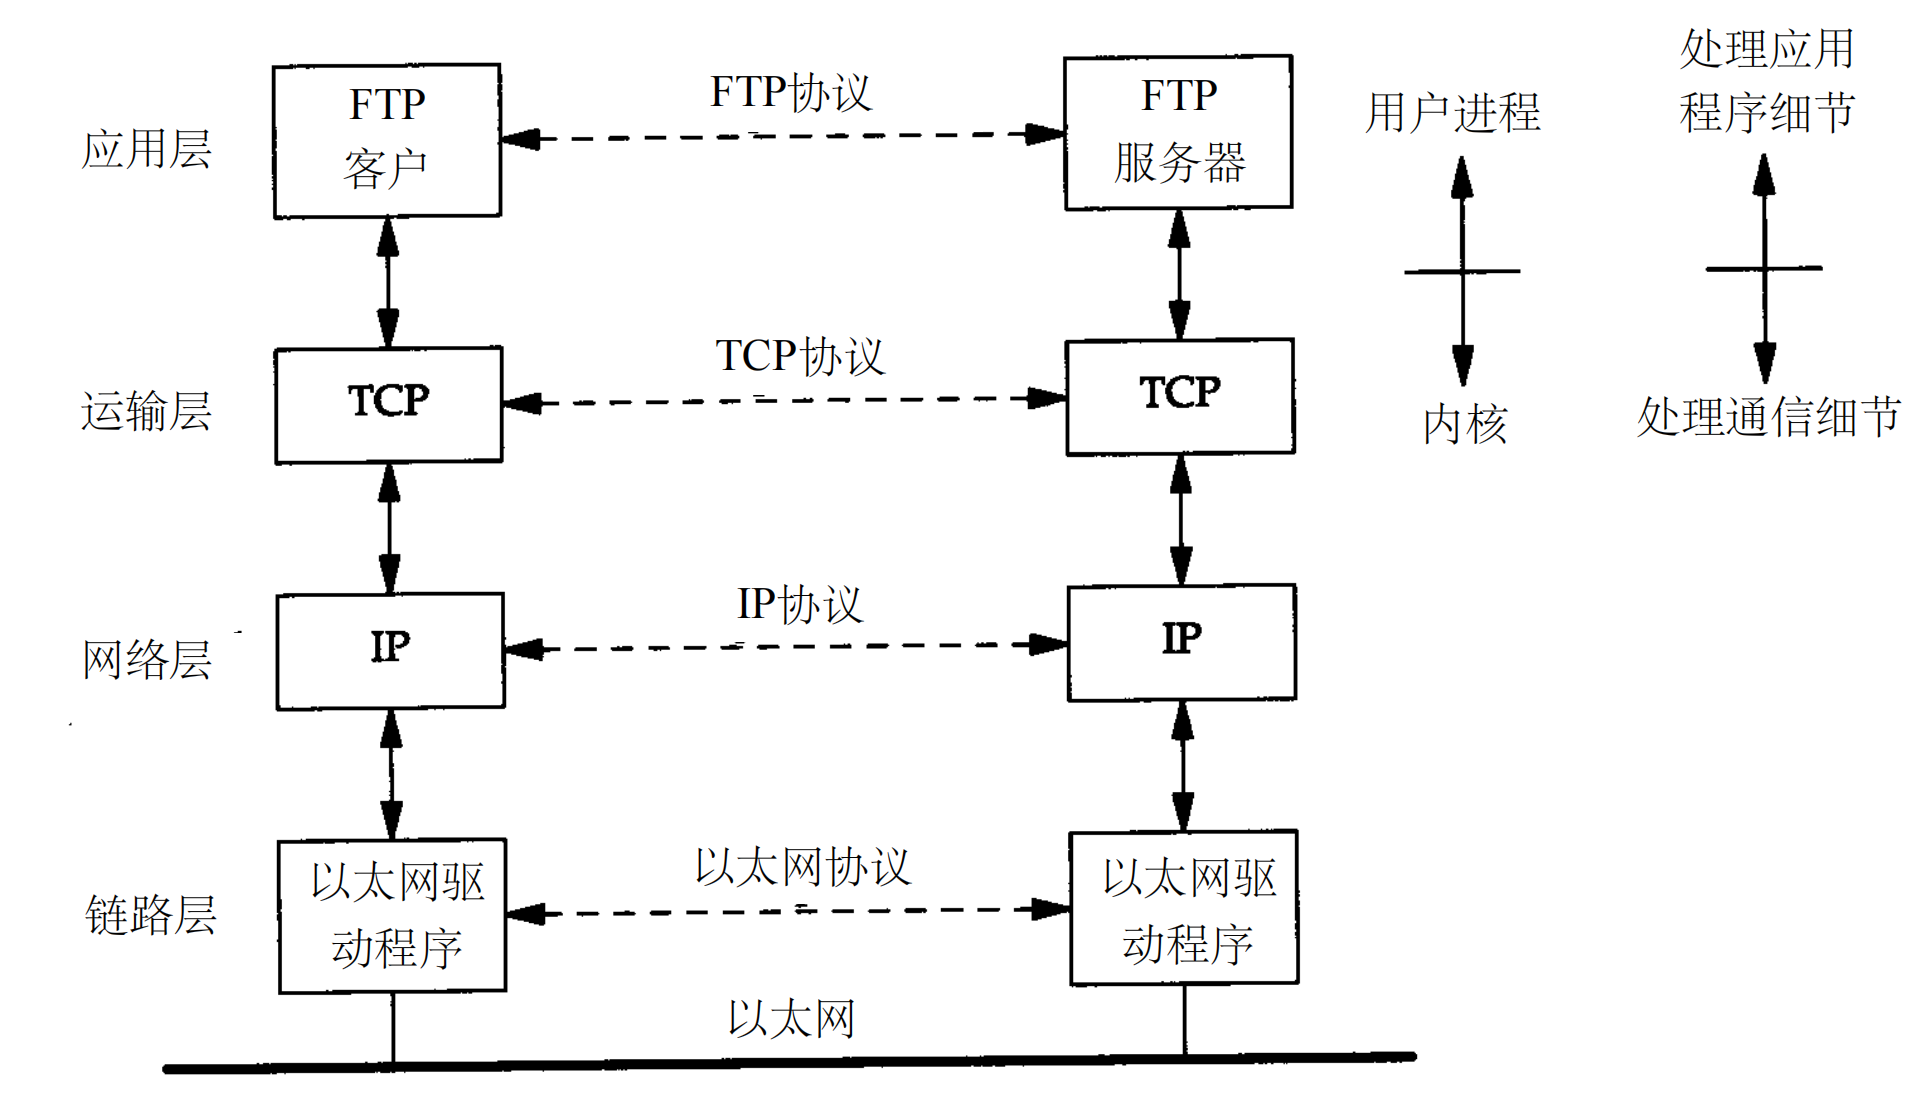 处理应用
程序细节
用户进程
FTP协议
FTP
客户
FTP
服务器
应用层
TCP协议
运输层
TCP
TCP
内核
处理通信细节
IP协议
网络层
IP
IP
以太网协议
链路层
以太网驱
动程序
以太网驱
动程序
以太网